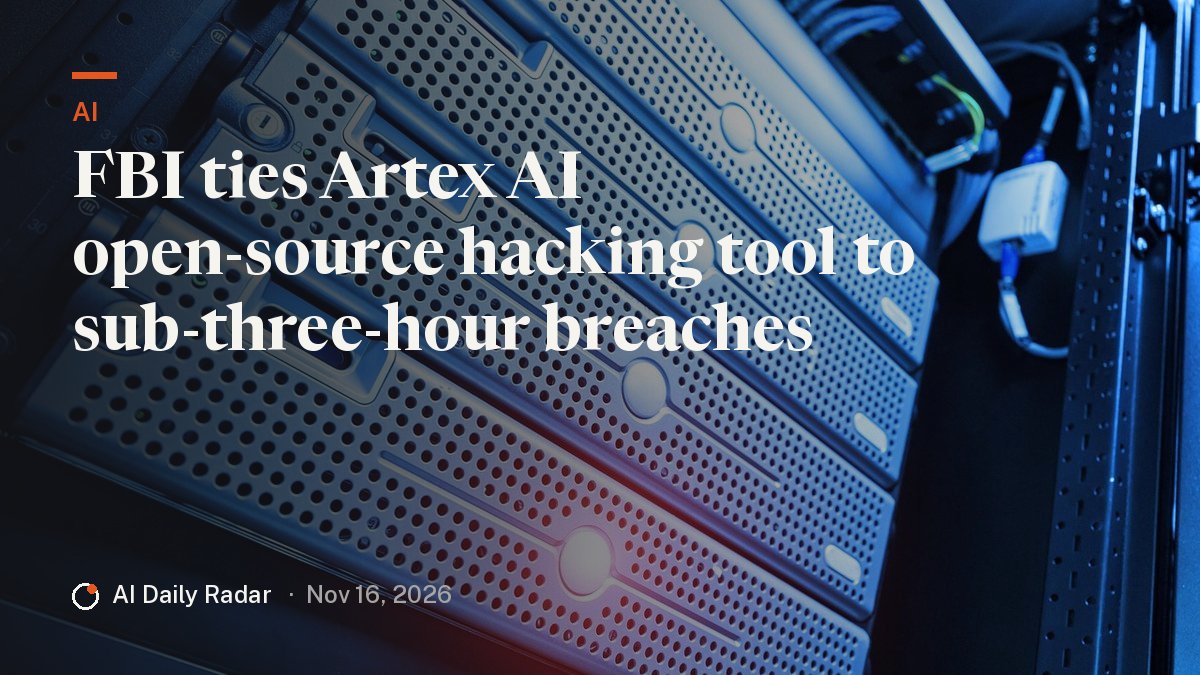 AI
FBI ties Artex AI
open-source hacking tool to
sub-three-hour breaches
AI Daily Radar · Nov 16, 2026